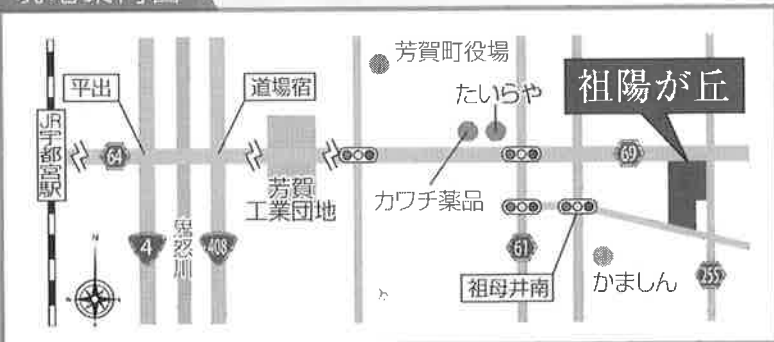 芳賀町役場
たいらや
祖陽が丘
平出
道場宿
JR宇都宮駅
64
69
芳賀
工業団地
カワチ薬品
鬼怒川
4
408
61
祖母井南
かましん
255
N